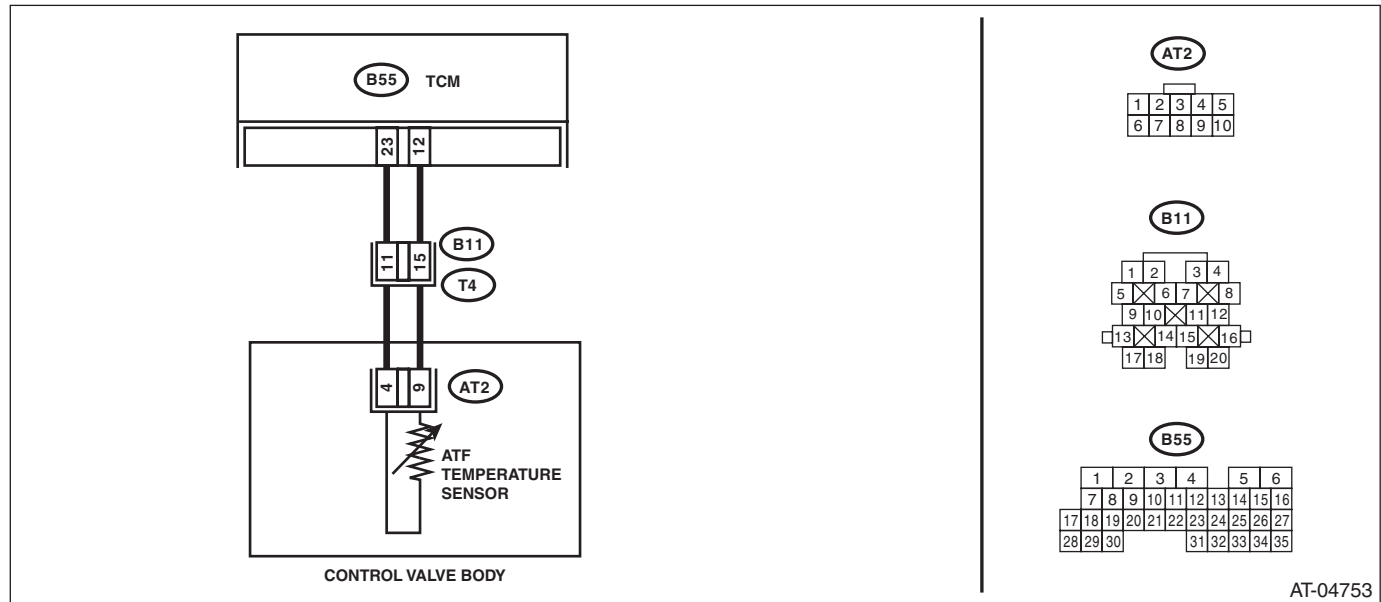 B55 TCM
23 12
11 15
B11
T4
4 9
AT2
ATF
TEMPERATURE
SENSOR
CONTROL VALVE BODY
AT2
1 2 3 4 5
6 7 8 9 10
B11
1 2 3 4
5 6 7 8
9 10 11 12
13 14 15 16
17 18 19 20
B55
1 2 3 4 5 6
7 8 9 10 11 12 13 14 15 16
17 18 19 20 21 22 23 24 25 26 27
28 29 30 31 32 33 34 35
AT-04753